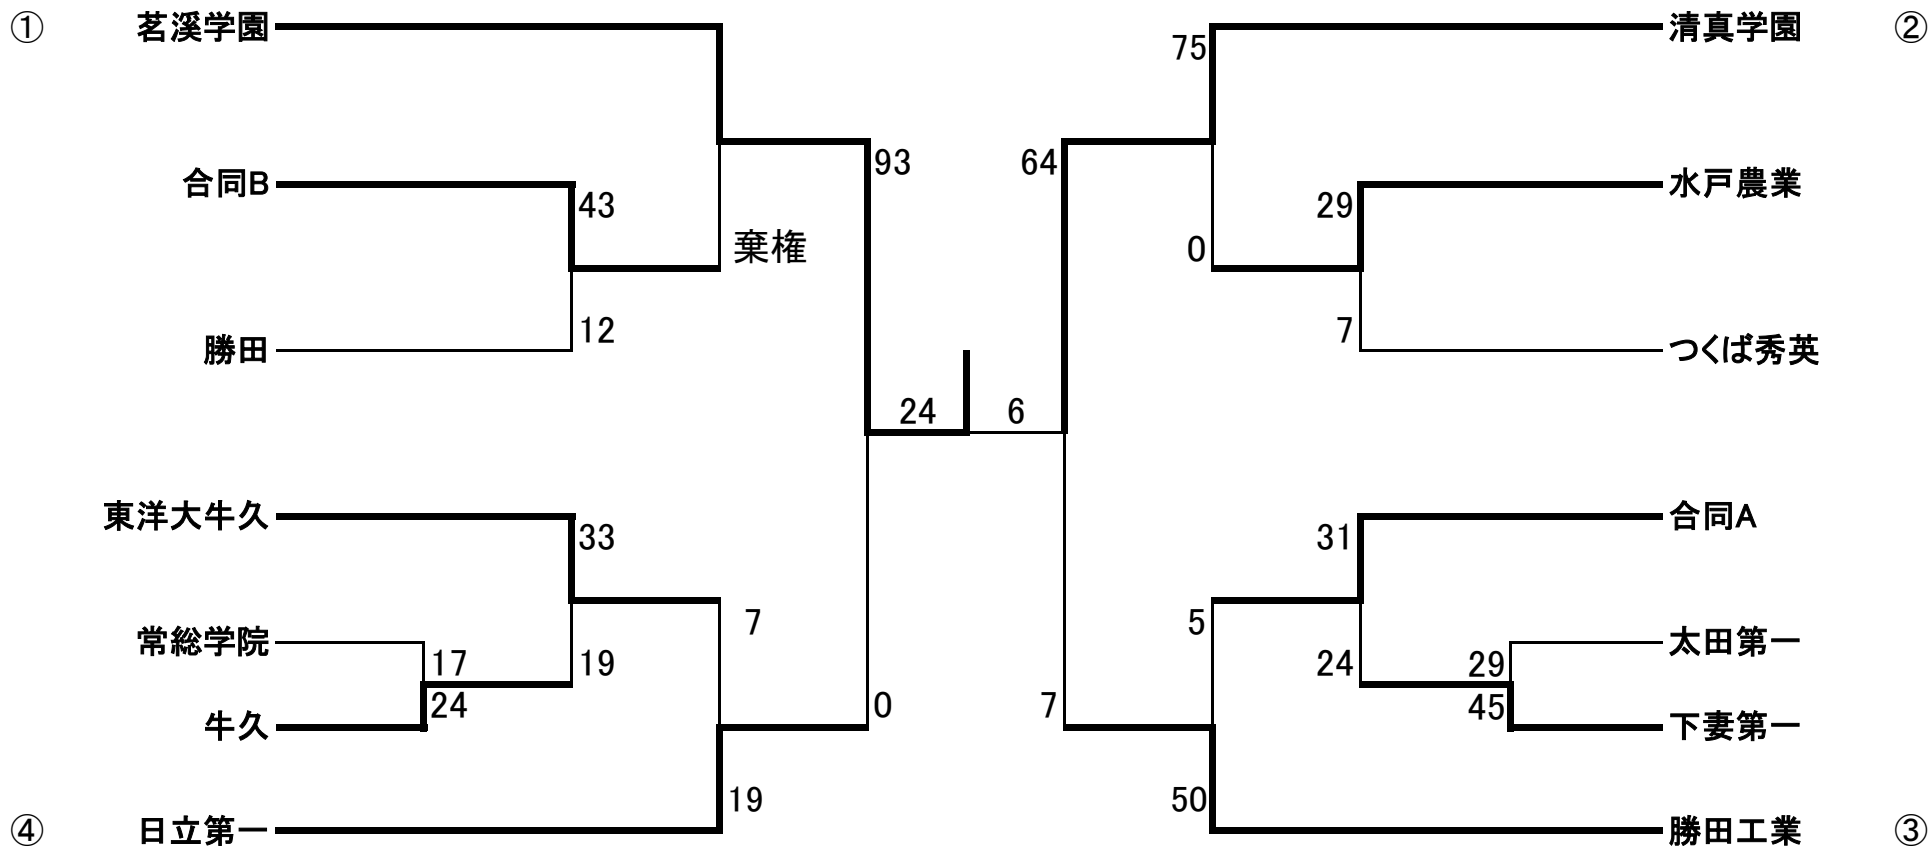 ① 茗溪学園
清真学園 ②
75
93
64
合同B
水戸農業
43
29
棄権
0
勝田
12
7
つくば秀英
24
6
東洋大牛久
合同A
33
31
7
5
常総学院
太田第一
17
19
24
29
24
0
7
45
牛久
下妻第一
19
50
④ 日立第一
勝田工業 ③